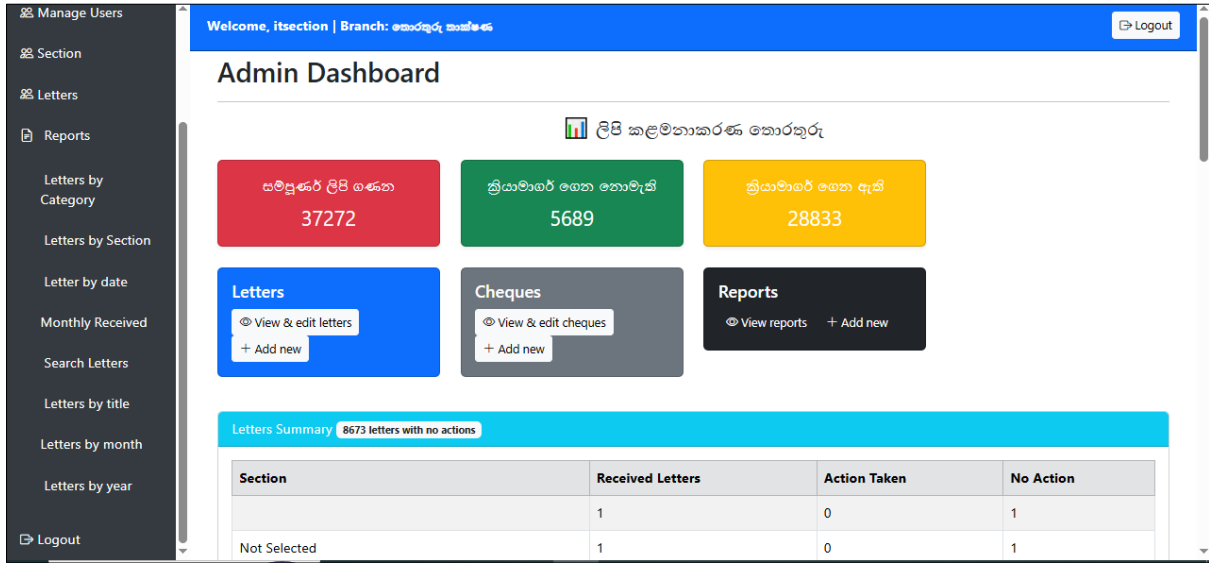 Manage Users
Section
Letters
Reports
Letters by
Category
Letters by Section
Letter by date
Monthly Received
Search Letters
Letters by title
Letters by month
Letters by year
Logout
Welcome, itsection | Branch: තොරතුරු තාක්ෂණ
Logout
Admin Dashboard
ලිපි කළමනාකරණ තොරතුරු
සම්පූර්ණ ලිපි ගණන
37272
ක්‍රියාමාර්ග ගෙන නොමැති
5689
ක්‍රියාමාර්ග ගෙන ඇති
28833
Letters
View & edit letters
+ Add new
Cheques
View & edit cheques
+ Add new
Reports
View reports + Add new
Letters Summary 8673 letters with no actions
Section Received Letters Action Taken No Action
1 0 1
Not Selected 1 0 1